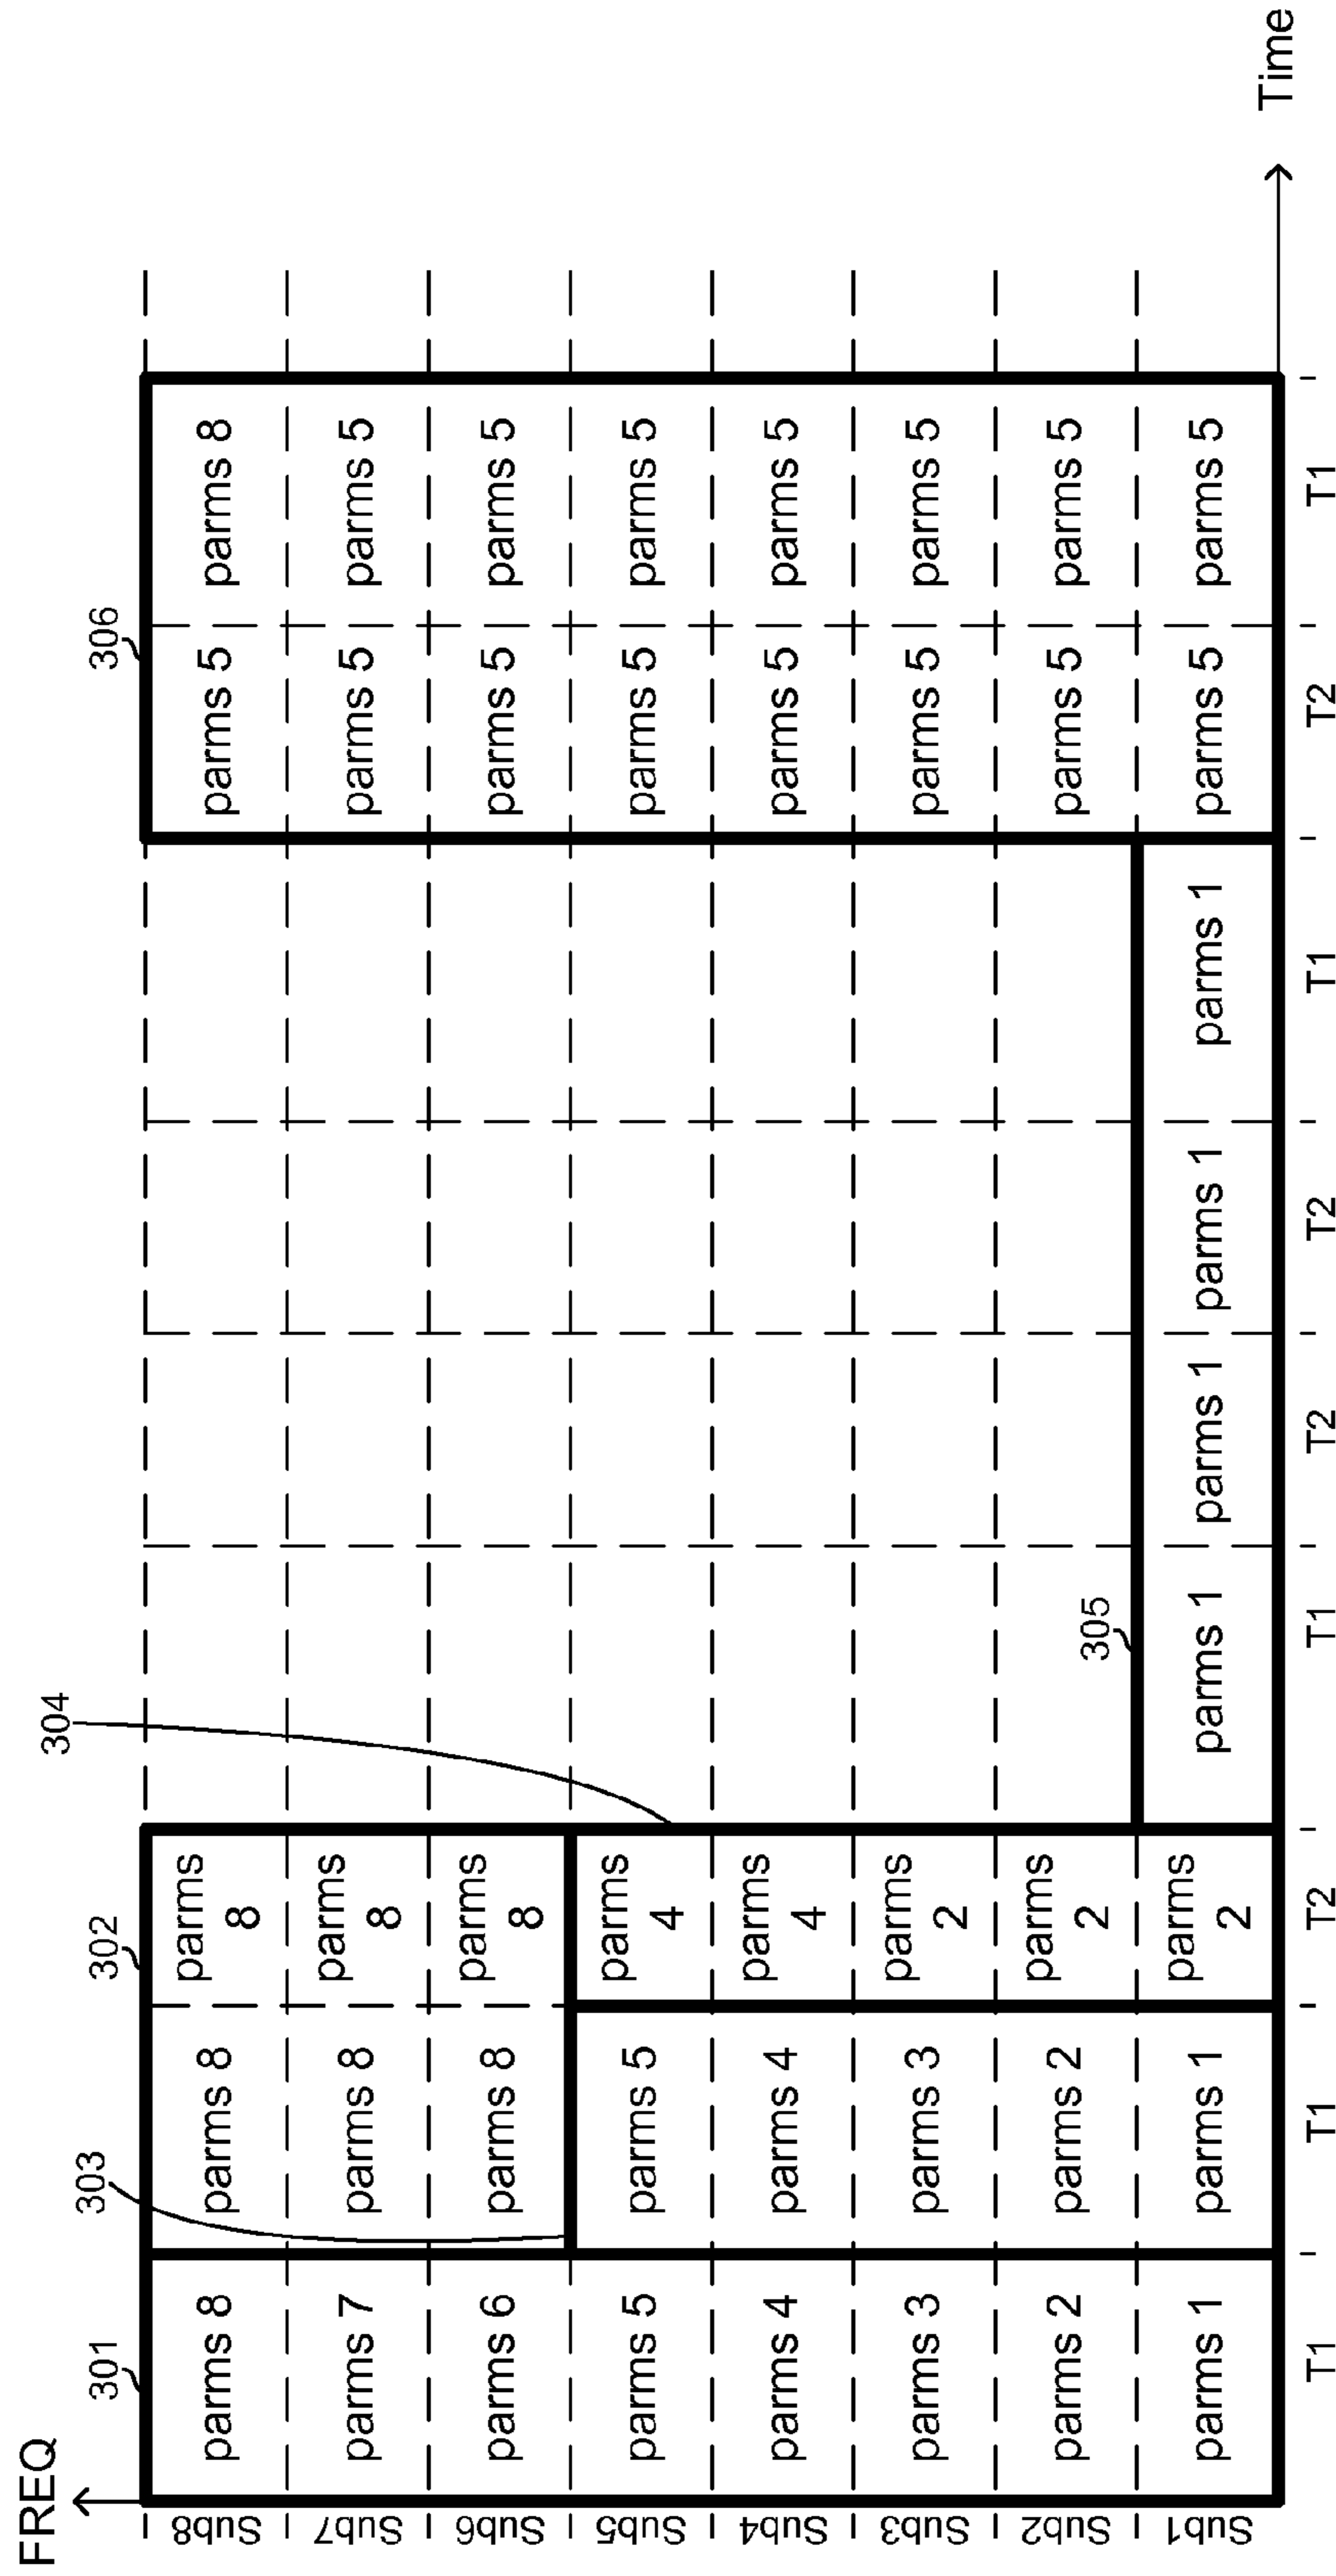 FREQ
304
301 303 302 306
Sub8 parms 8 parms 8 parms 8 parms 5 parms 8
Sub7 parms 7 parms 8 parms 8 parms 5 parms 5
Sub6 parms 6 parms 8 parms 8 parms 5 parms 5
Sub5 parms 5 parms 5 parms 4 parms 5 parms 5
Sub4 parms 4 parms 4 parms 4 parms 5 parms 5
Sub3 parms 3 parms 3 parms 2 parms 5 parms 5
Sub2 parms 2 parms 2 parms 2 parms 5 parms 5
305
Sub1 parms 1 parms 1 parms 2 parms 1 parms 1 parms 1 parms 1 parms 5 parms 5
Time
T1 T1 T2 T1 T2 T2 T1 T2 T1